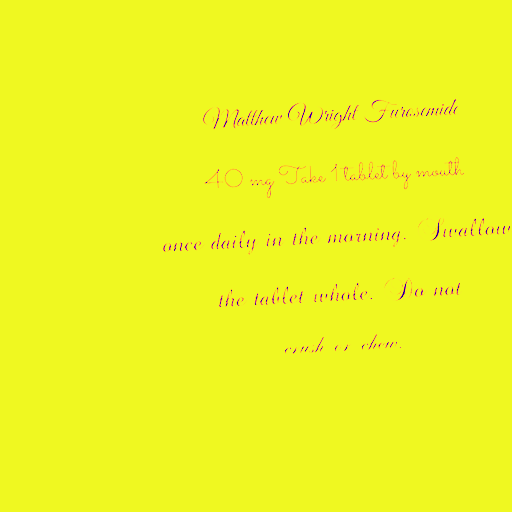 Matthew Wright Furosemide
40 mg Take 1 tablet by mouth
once daily in the morning. Swallow
the tablet whole. Do not
crush or chew.